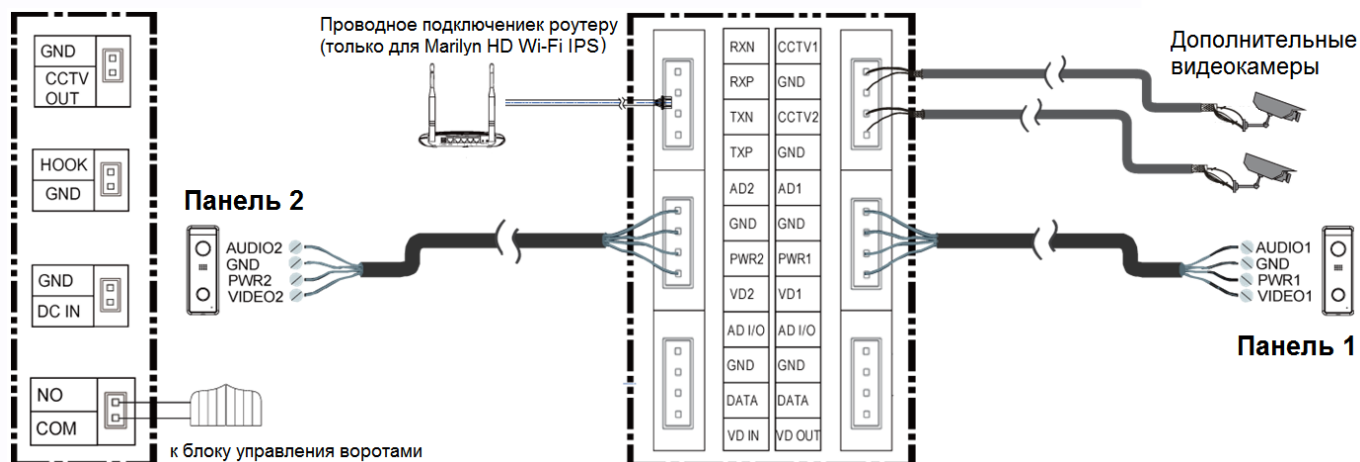 GND
CCTV
OUT
HOOK
GND
GND
DC IN
NO
COM
к блоку управления воротами
Проводное подключениек роутеру
(только для Marilyn HD Wi-Fi IPS)
Панель 2
AUDIO2
GND
PWR2
VIDEO2
RXN CCTV1
RXP GND
TXN CCTV2
TXP GND
AD2 AD1
GND GND
PWR2 PWR1
VD2 VD1
AD I/O AD I/O
GND GND
DATA DATA
VD IN VD OUT
Дополнительные
видеокамеры
AUDIO1
GND
PWR1
VIDEO1
Панель 1